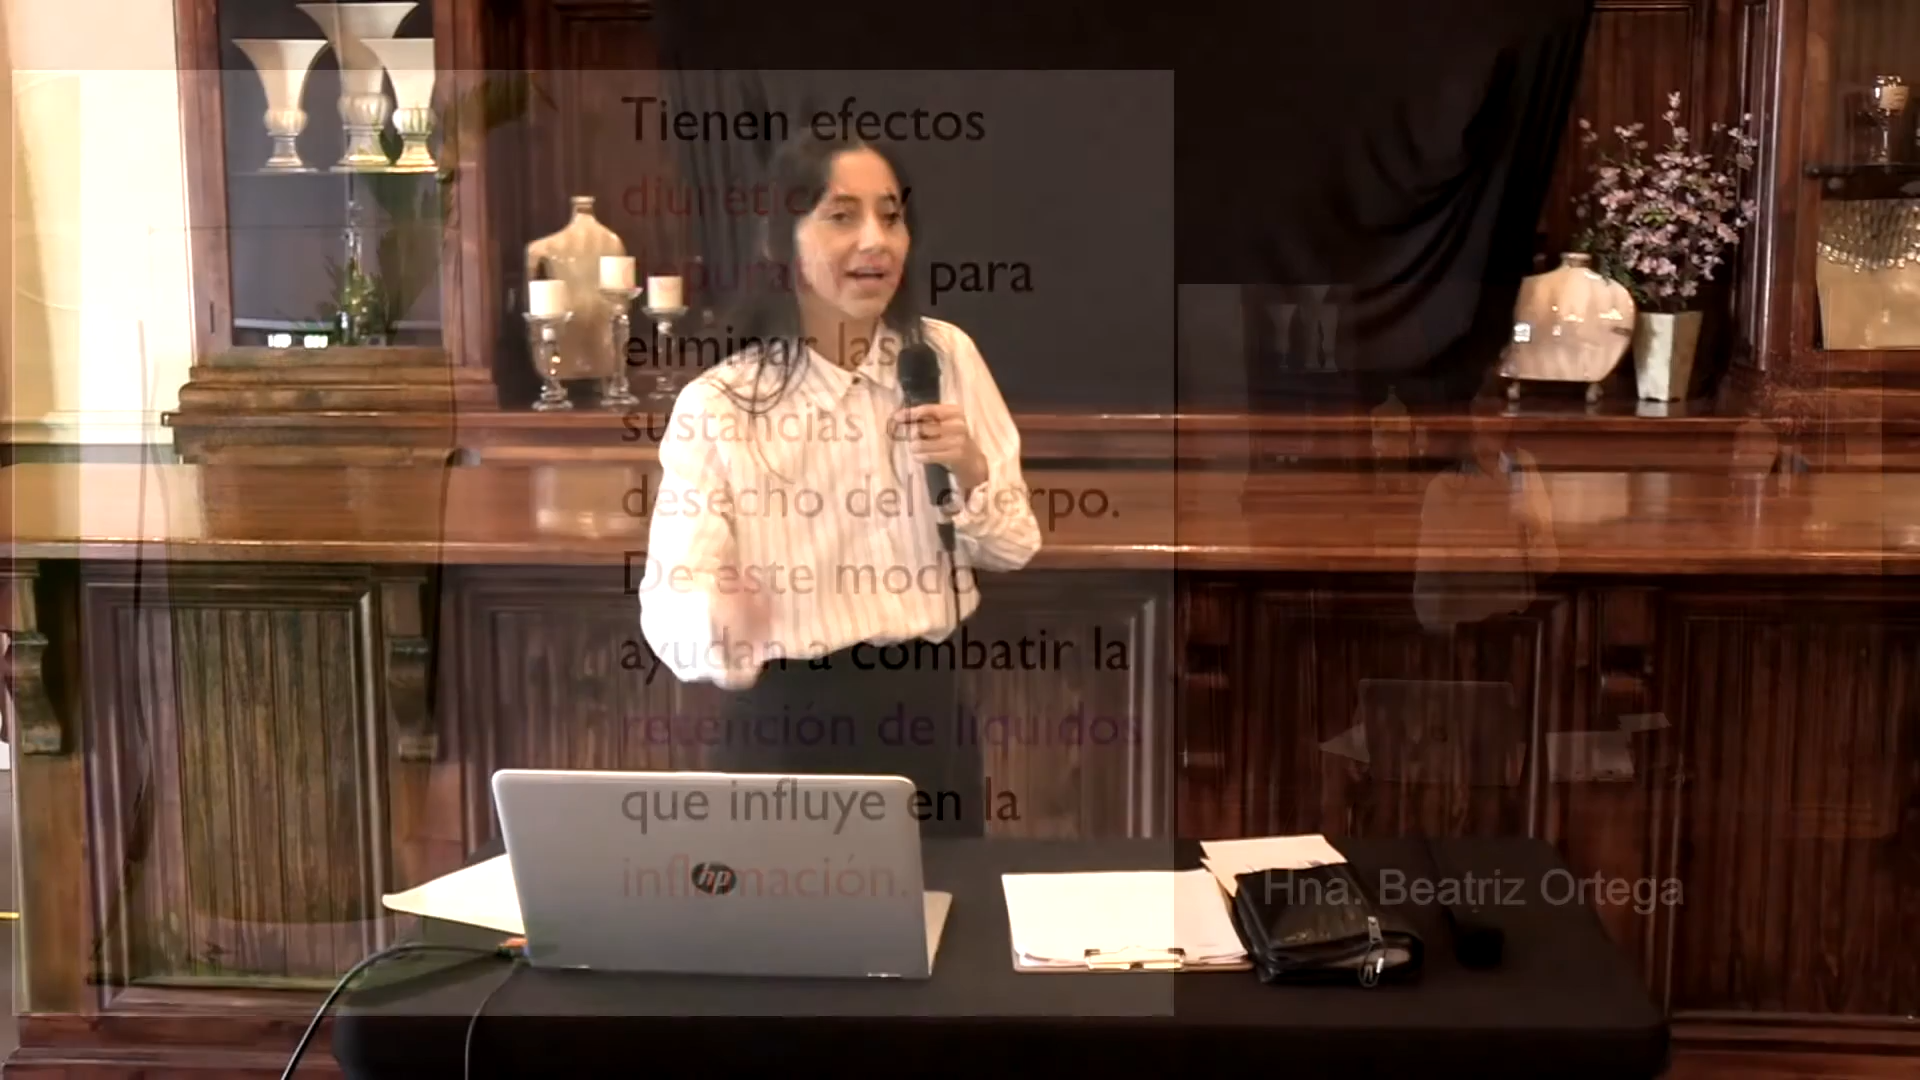 Tienen efectos
diuréticos y
depurativos para
eliminar las
sustancias de
desecho del cuerpo.
De este modo
ayudan a combatir la
retención de líquidos
que influye en la
inflamación.
hp
Hna. Beatriz Ortega